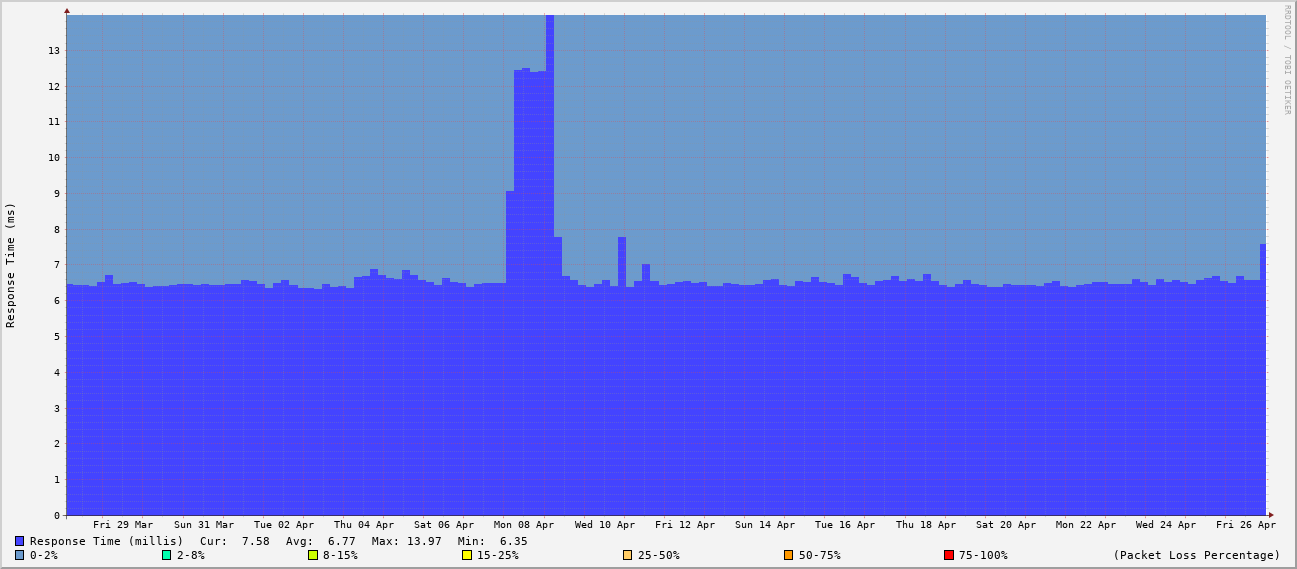 RRDTOOL / TOBI OETIKER
Response Time (ms)
13
12
11
10
9
8
7
6
5
4
3
2
1
0
Fri 29 Mar Sun 31 Mar Tue 02 Apr Thu 04 Apr Sat 06 Apr Mon 08 Apr Wed 10 Apr Fri 12 Apr Sun 14 Apr Tue 16 Apr Thu 18 Apr Sat 20 Apr Mon 22 Apr Wed 24 Apr Fri 26 Apr
Response Time (millis) Cur: 7.58 Avg: 6.77 Max: 13.97 Min: 6.35
0-2% 2-8% 8-15% 15-25% 25-50% 50-75% 75-100% (Packet Loss Percentage)